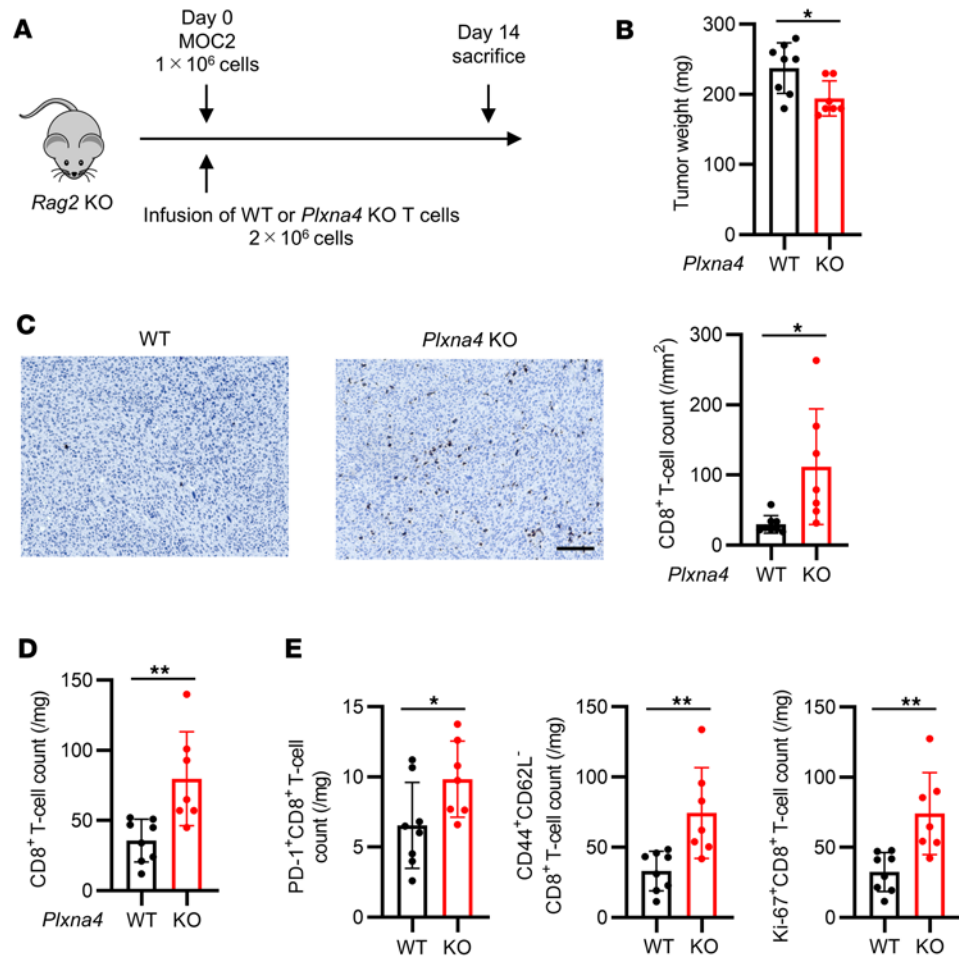 A
Day 0
MOC2
1 × 10⁶ cells
Day 14
sacrifice
Rag2 KO
Infusion of WT or Plxna4 KO T cells
2 × 10⁶ cells
B
*
Tumor weight (mg)
300
200
100
0
Plxna4 WT KO
C
WT
Plxna4 KO
*
CD8⁺ T-cell count (/mm²)
300
200
100
0
Plxna4 WT KO
D
**
CD8⁺ T-cell count (/mg)
150
100
50
0
Plxna4 WT KO
E
*
PD-1⁺CD8⁺ T-cell
count (/mg)
15
10
5
0
WT KO
**
CD44⁺CD62L⁻
CD8⁺ T-cell count (/mg)
150
100
50
0
WT KO
**
Ki-67⁺CD8⁺ T-cell count (/mg)
150
100
50
0
WT KO